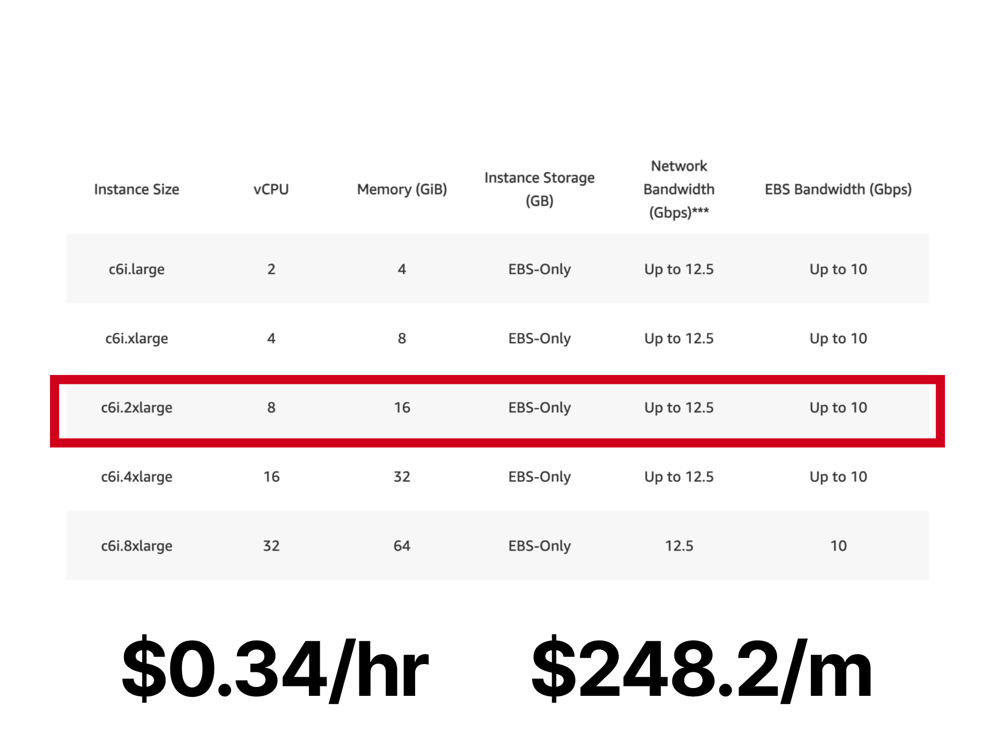 Instance Size vCPU Memory (GiB) Instance Storage (GB) Network Bandwidth (Gbps)*** EBS Bandwidth (Gbps)
c6i.large 2 4 EBS-Only Up to 12.5 Up to 10
c6i.xlarge 4 8 EBS-Only Up to 12.5 Up to 10
c6i.2xlarge 8 16 EBS-Only Up to 12.5 Up to 10
c6i.4xlarge 16 32 EBS-Only Up to 12.5 Up to 10
c6i.8xlarge 32 64 EBS-Only 12.5 10
$0.34/hr $248.2/m